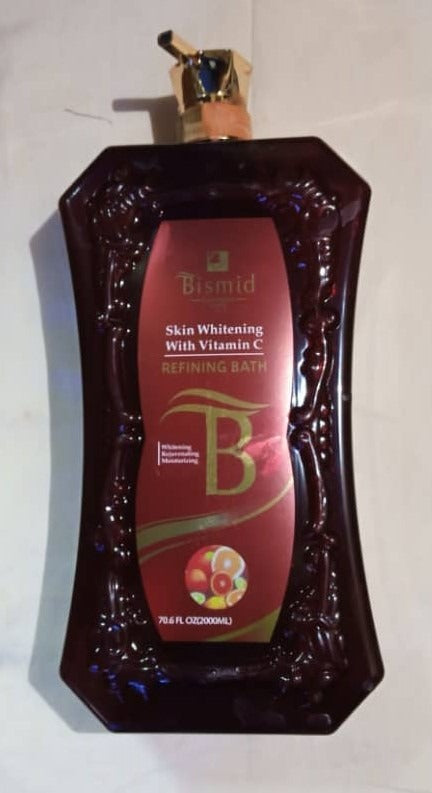 Bismid
Skin Whitening
With Vitamin C
REFINING BATH
B
Whitening
Rejuvenating
Moisturizing
70.6 FL OZ(2000ML)